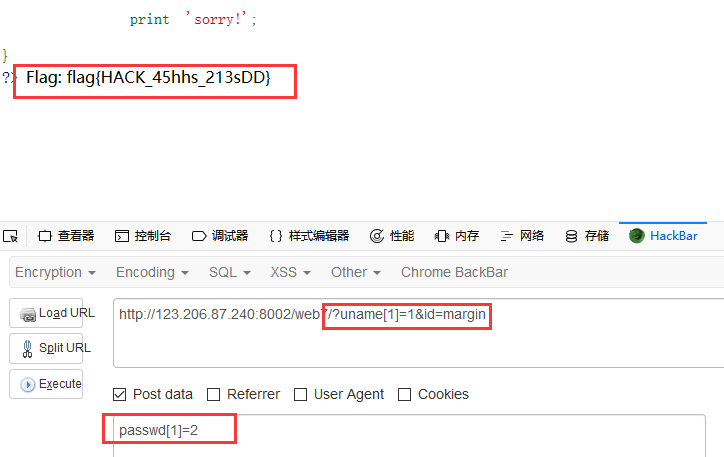 print 'sorry!';
}
?> Flag: flag{HACK_45hhs_213sDD}
查看器 控制台 调试器 {} 样式编辑器 性能 内存 网络 存储 HackBar
Encryption Encoding SQL XSS Other Chrome BackBar
Load URL http://123.206.87.240:8002/web7/?uname[1]=1&id=margin
Split URL
Execute
Post data Referrer User Agent Cookies
passwd[1]=2